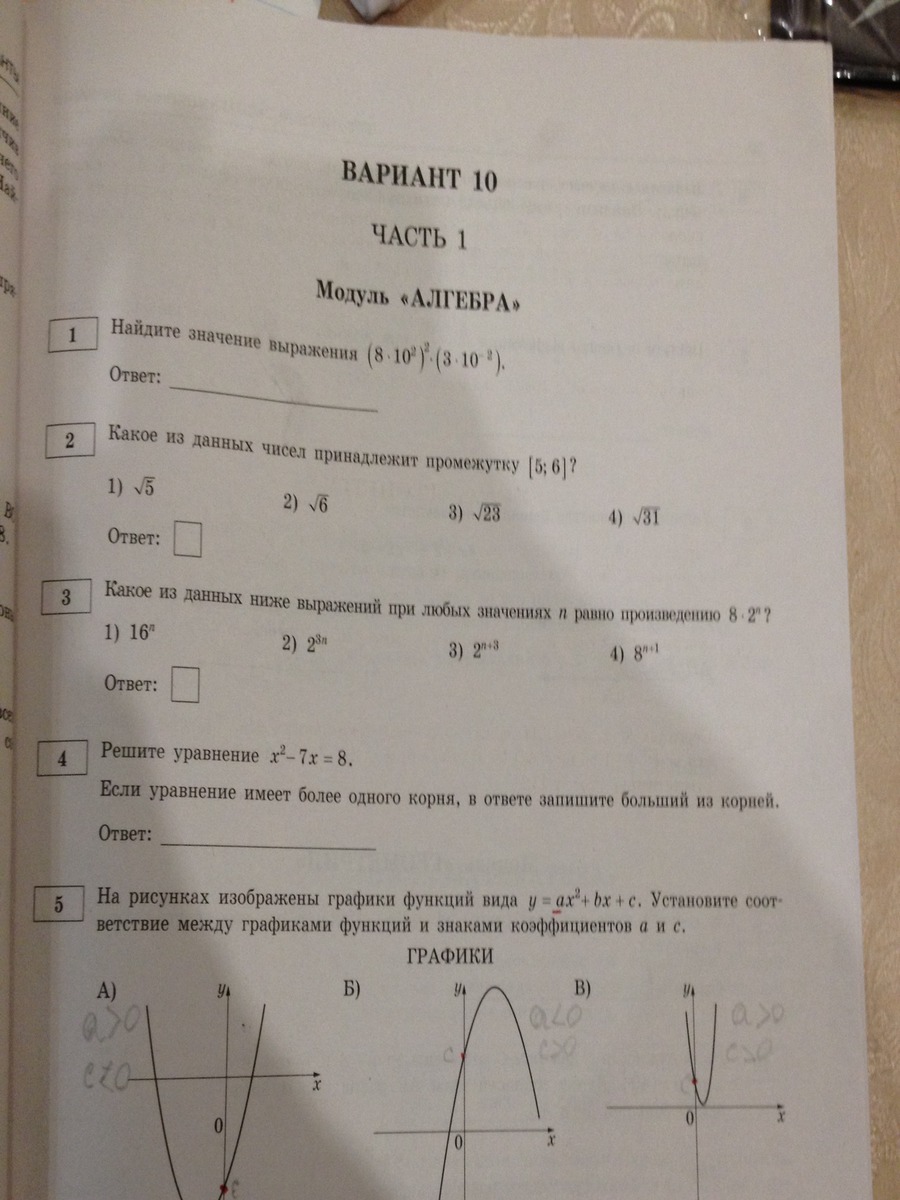 ВАРИАНТ 10
ЧАСТЬ 1
Модуль «АЛГЕБРА»
1 Найдите значение выражения (8 · 10²)² · (3 · 10⁻²).
Ответ:
2 Какое из данных чисел принадлежит промежутку [5; 6]?
1) √5 2) √6 3) √23 4) √31
Ответ:
3 Какое из данных ниже выражений при любых значениях n равно произведению 8 · 2ⁿ?
1) 16ⁿ 2) 2³ⁿ 3) 2ⁿ⁺³ 4) 8ⁿ⁺¹
Ответ:
4 Решите уравнение x² – 7x = 8.
Если уравнение имеет более одного корня, в ответе запишите больший из корней.
Ответ:
5 На рисунках изображены графики функций вида y = ax² + bx + c. Установите соот-
ветствие между графиками функций и знаками коэффициентов a и c.
ГРАФИКИ
А) y Б) y В) y
a>0 a<0 a>0
c<0 c c>0 c>0
x 0 c
0 x 0 x
c